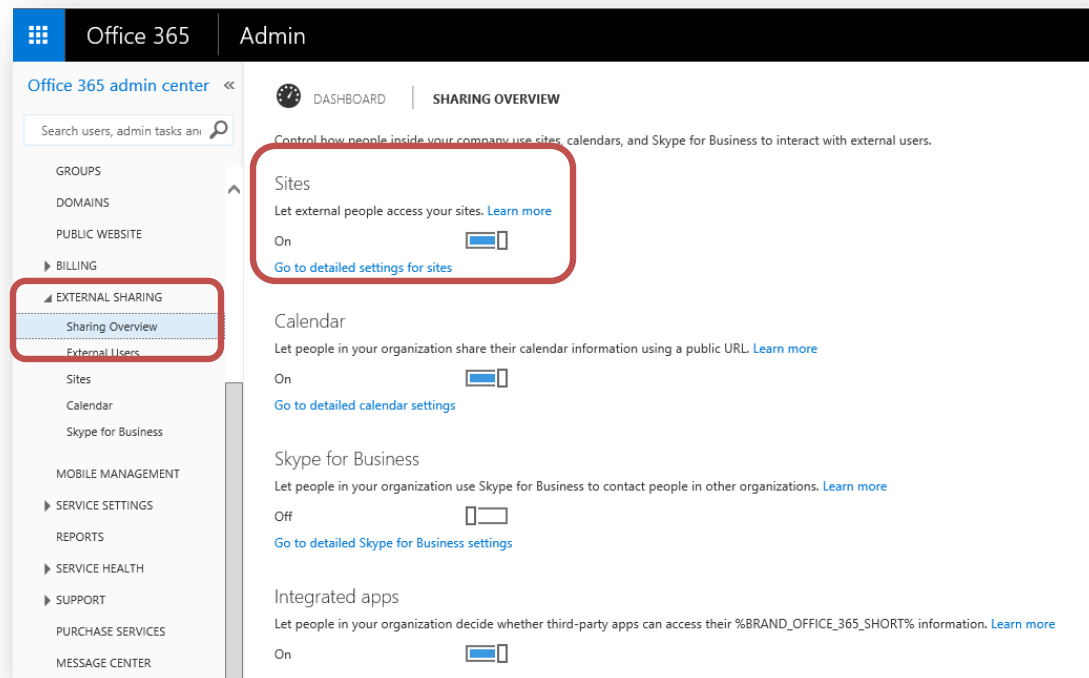 Office 365
Admin
Office 365 admin center «
Search users, admin tasks and
GROUPS
DOMAINS
PUBLIC WEBSITE
BILLING
EXTERNAL SHARING
Sharing Overview
External Users
Sites
Calendar
Skype for Business
MOBILE MANAGEMENT
SERVICE SETTINGS
REPORTS
SERVICE HEALTH
SUPPORT
PURCHASE SERVICES
MESSAGE CENTER
DASHBOARD
SHARING OVERVIEW
Control how people inside your company use sites, calendars, and Skype for Business to interact with external users.
Sites
Let external people access your sites. Learn more
On
Go to detailed settings for sites
Calendar
Let people in your organization share their calendar information using a public URL. Learn more
On
Go to detailed calendar settings
Skype for Business
Let people in your organization use Skype for Business to contact people in other organizations. Learn more
Off
Go to detailed Skype for Business settings
Integrated apps
Let people in your organization decide whether third-party apps can access their %BRAND_OFFICE_365_SHORT% information. Learn more
On